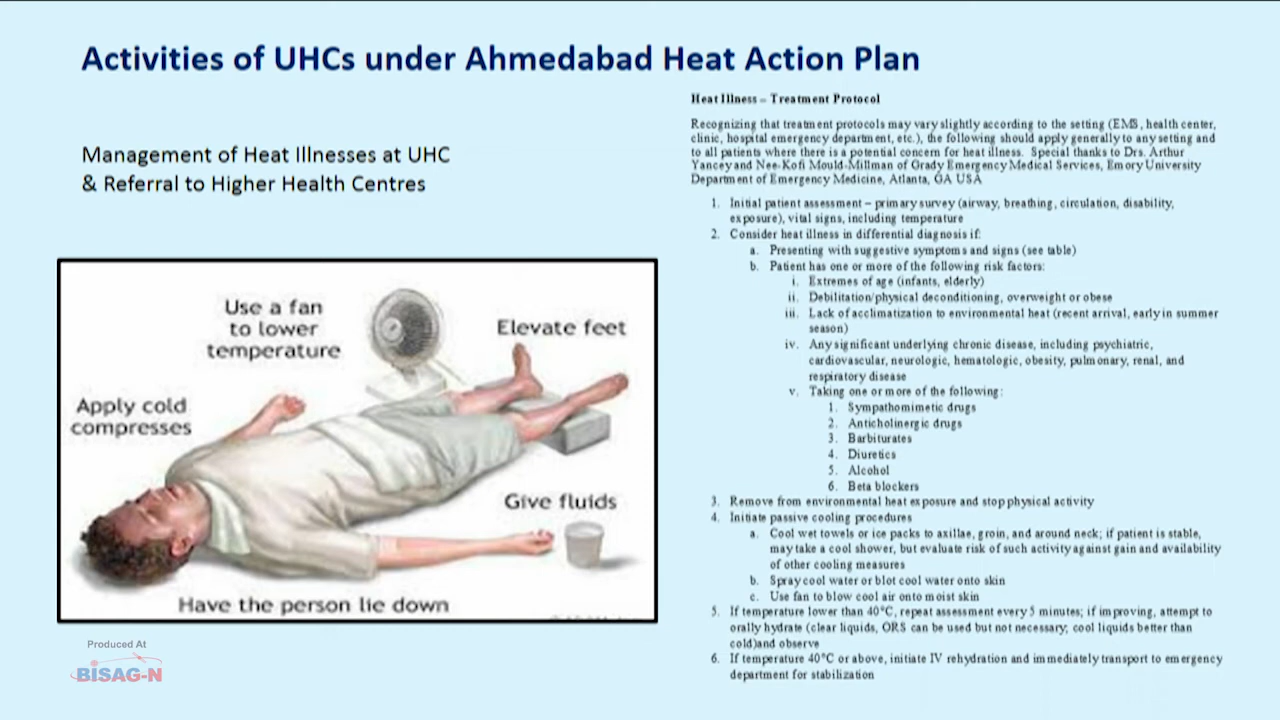 Activities of UHCs under Ahmedabad Heat Action Plan
Management of Heat Illnesses at UHC
& Referral to Higher Health Centres
Use a fan
to lower
temperature
Elevate feet
Apply cold
compresses
Give fluids
Have the person lie down
Produced At
BISAG-N
Heat Illness – Treatment Protocol
Recognizing that treatment protocols may vary slightly according to the setting (EMS, health center,
clinic, hospital emergency department, etc.), the following should apply generally to any setting and
to all patients where there is a potential concern for heat illness. Special thanks to Drs. Arthur
Yancey and Nee-Kofi Mould-Millman of Grady Emergency Medical Services, Emory University
Department of Emergency Medicine, Atlanta, GA USA
1. Initial patient assessment – primary survey (airway, breathing, circulation, disability,
exposure), vital signs, including temperature
2. Consider heat illness in differential diagnosis if:
a. Presenting with suggestive symptoms and signs (see table)
b. Patient has one or more of the following risk factors:
i. Extremes of age (infants, elderly)
ii. Debilitation/physical deconditioning, overweight or obese
iii. Lack of acclimatization to environmental heat (recent arrival, early in summer
season)
iv. Any significant underlying chronic disease, including psychiatric,
cardiovascular, neurologic, hematologic, obesity, pulmonary, renal, and
respiratory disease
v. Taking one or more of the following:
1. Sympathomimetic drugs
2. Anticholinergic drugs
3. Barbiturates
4. Diuretics
5. Alcohol
6. Beta blockers
3. Remove from environmental heat exposure and stop physical activity
4. Initiate passive cooling procedures
a. Cool wet towels or ice packs to axillae, groin, and around neck; if patient is stable,
may take a cool shower, but evaluate risk of such activity against gain and availability
of other cooling measures
b. Spray cool water or blot cool water onto skin
c. Use fan to blow cool air onto moist skin
5. If temperature lower than 40°C, repeat assessment every 5 minutes; if improving, attempt to
orally hydrate (clear liquids, ORS can be used but not necessary; cool liquids better than
cold)and observe
6. If temperature 40°C or above, initiate IV rehydration and immediately transport to emergency
department for stabilization